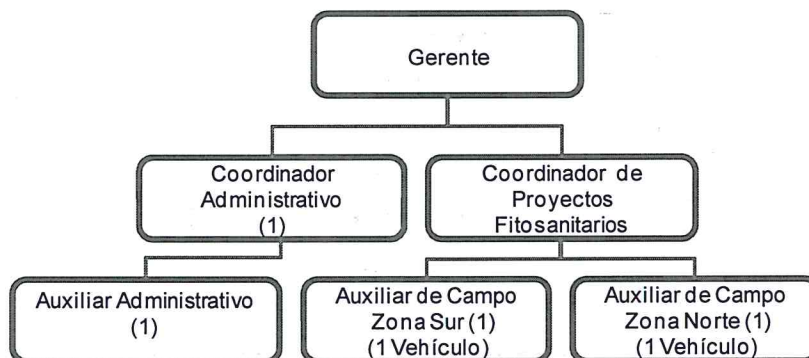 Gerente
Coordinador
Administrativo
(1)
Coordinador de
Proyectos
Fitosanitarios
Auxiliar Administrativo
(1)
Auxiliar de Campo
Zona Sur (1)
(1 Vehículo)
Auxiliar de Campo
Zona Norte (1)
(1 Vehículo)